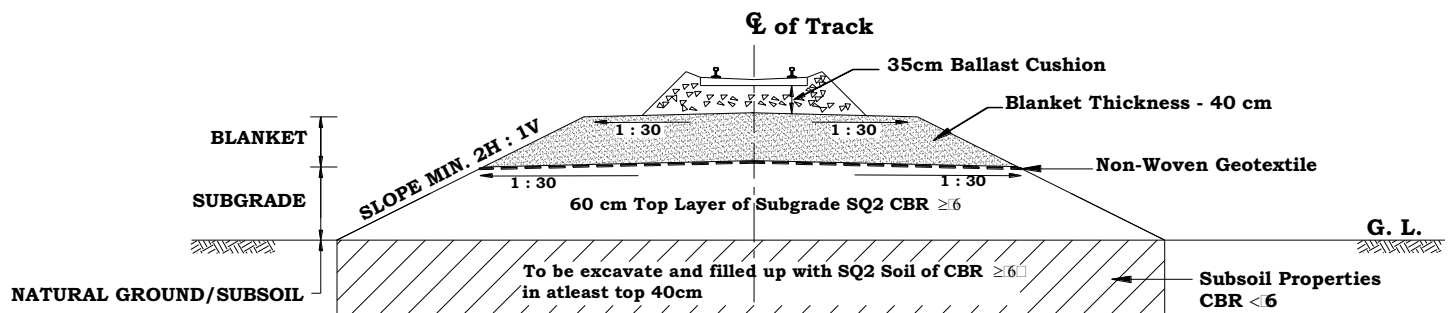 ℄ of Track
35cm Ballast Cushion
Blanket Thickness - 40 cm
1 : 30
1 : 30
BLANKET
SLOPE MIN. 2H : 1V
Non-Woven Geotextile
1 : 30
1 : 30
SUBGRADE
60 cm Top Layer of Subgrade SQ2 CBR ≥ 6
G. L.
To be excavate and filled up with SQ2 Soil of CBR ≥ 6
in atleast top 40cm
Subsoil Properties
CBR < 6
NATURAL GROUND/SUBSOIL